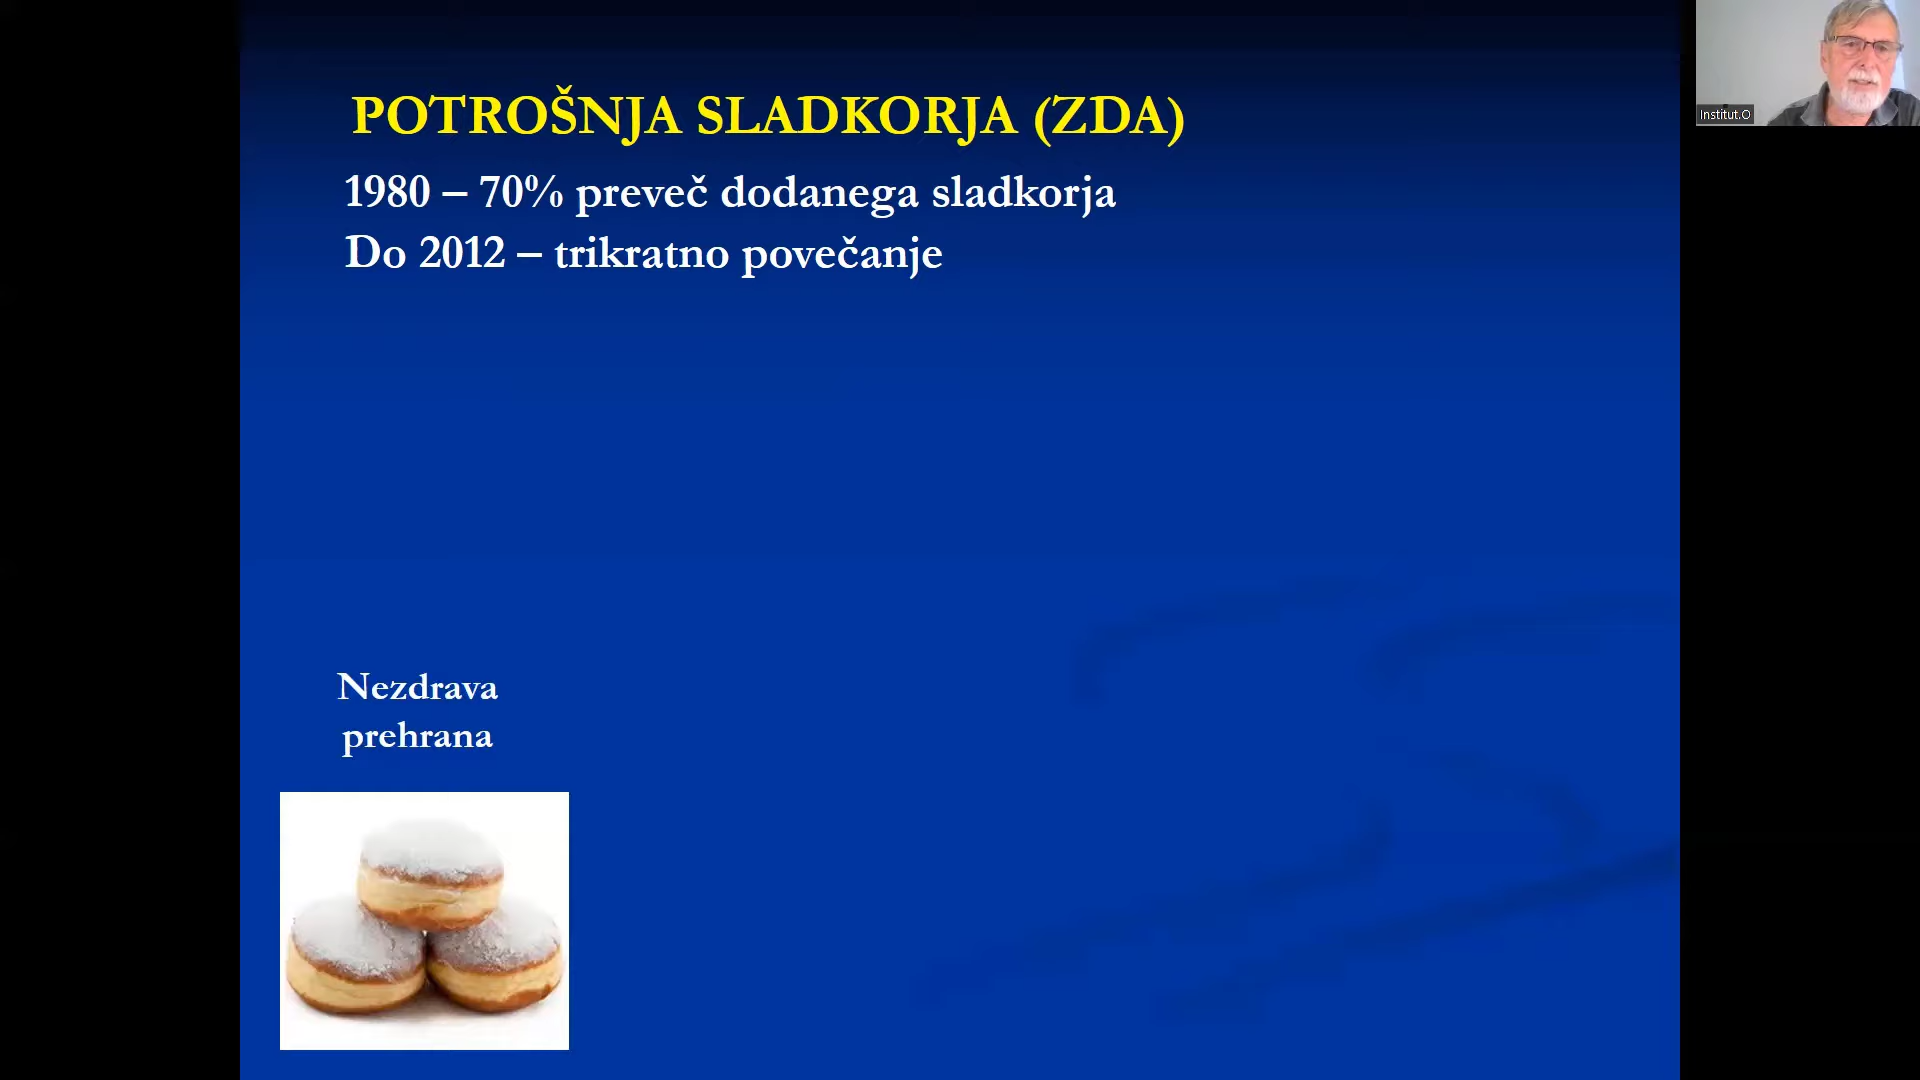 POTROŠNJA SLADKORJA (ZDA)
1980 – 70% preveč dodanega sladkorja
Do 2012 – trikratno povečanje
Nezdrava
prehrana
Institut.O